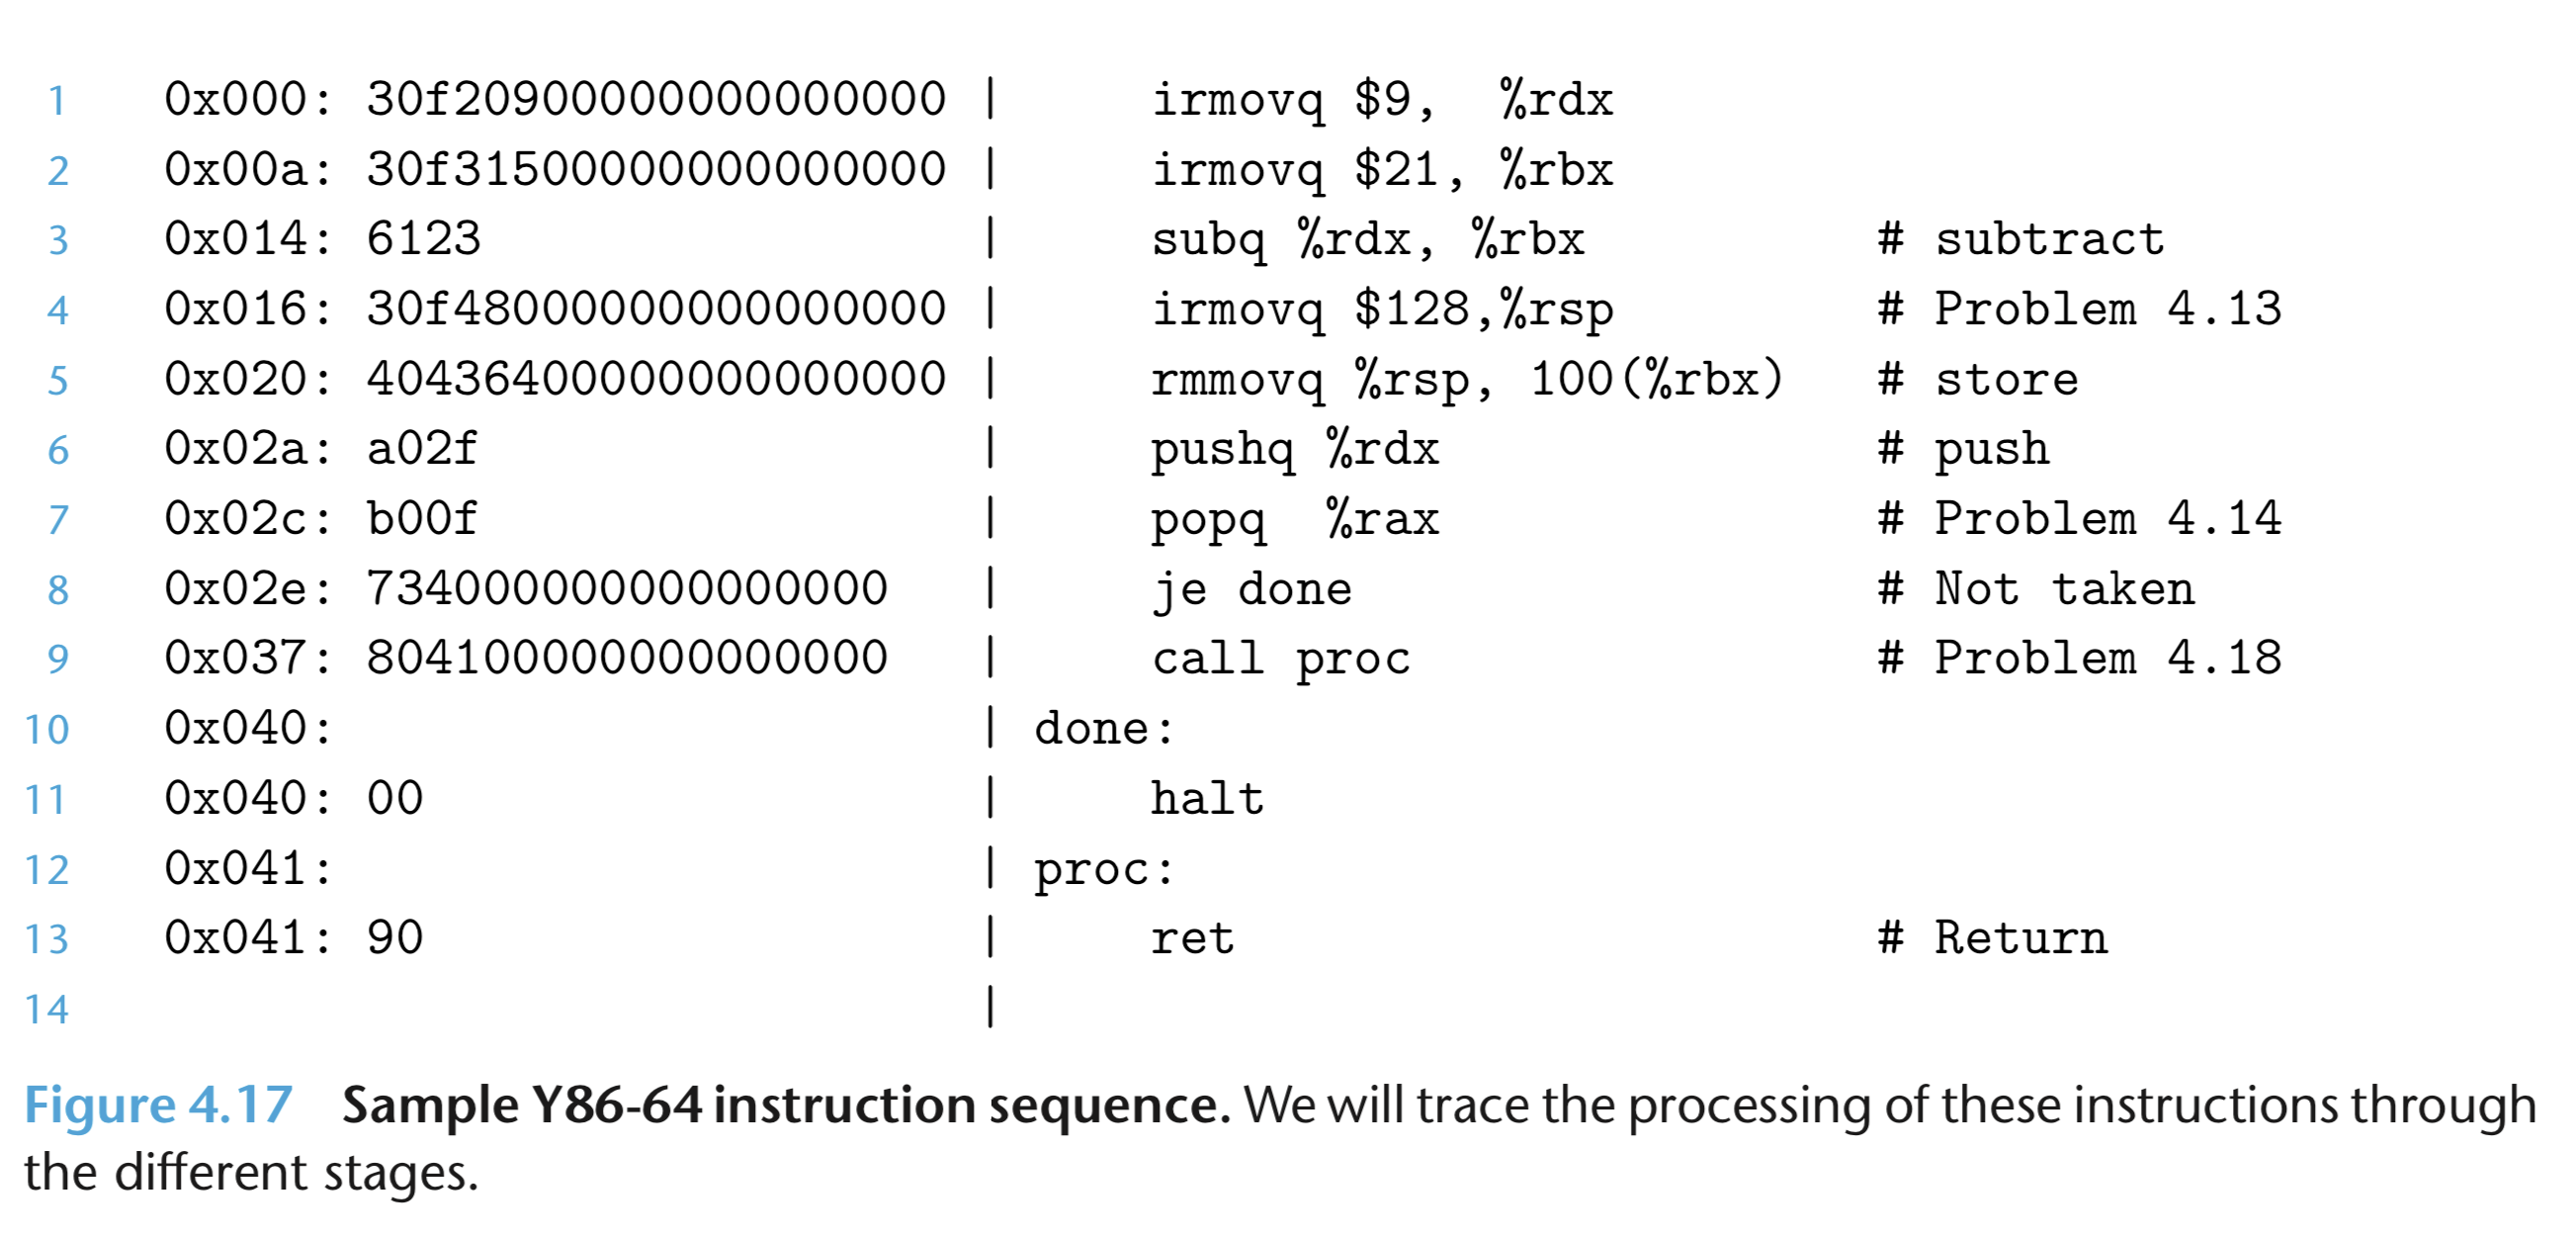 1 0x000: 30f20900000000000000 | irmovq $9, %rdx
2 0x00a: 30f31500000000000000 | irmovq $21, %rbx
3 0x014: 6123 | subq %rdx, %rbx # subtract
4 0x016: 30f48000000000000000 | irmovq $128,%rsp # Problem 4.13
5 0x020: 40436400000000000000 | rmmovq %rsp, 100(%rbx) # store
6 0x02a: a02f | pushq %rdx # push
7 0x02c: b00f | popq %rax # Problem 4.14
8 0x02e: 734000000000000000 | je done # Not taken
9 0x037: 804100000000000000 | call proc # Problem 4.18
10 0x040: | done:
11 0x040: 00 | halt
12 0x041: | proc:
13 0x041: 90 | ret # Return
14 |
Figure 4.17 Sample Y86-64 instruction sequence. We will trace the processing of these instructions through
the different stages.